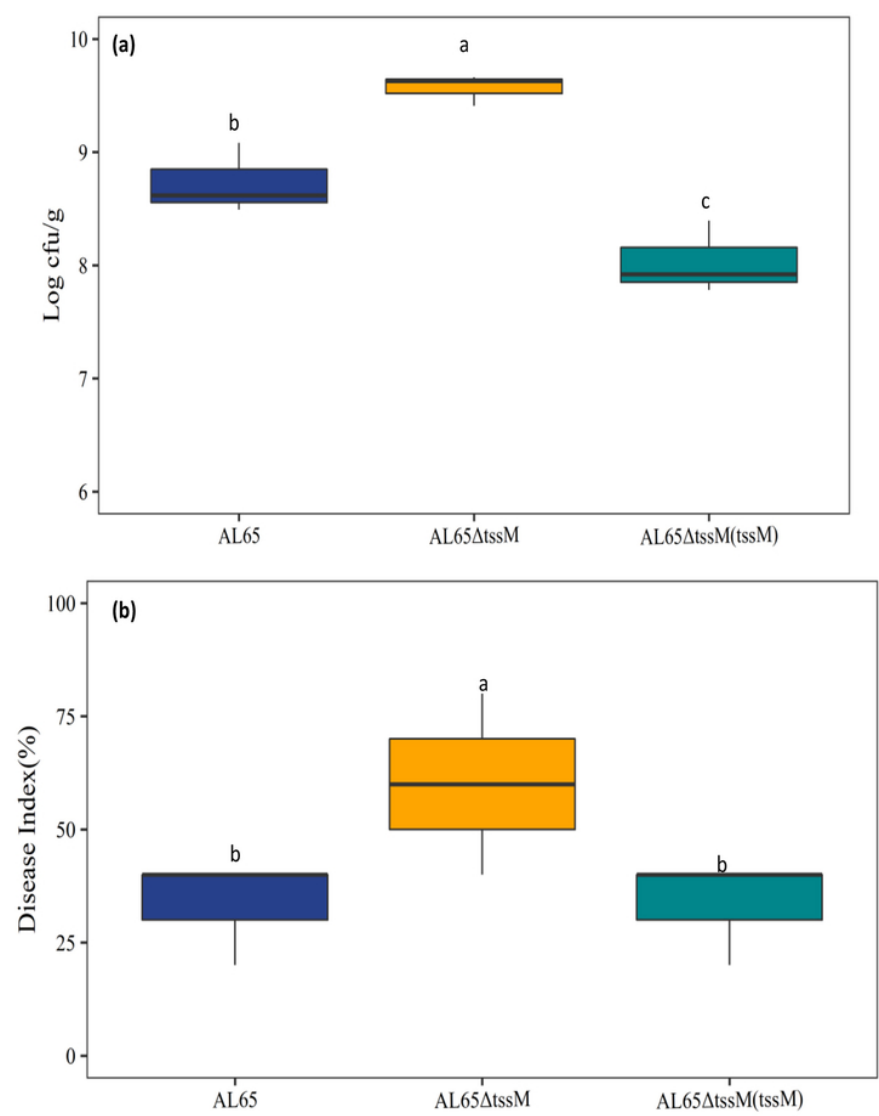 (a)
a
b
c
10
9
8
7
6
Log cfu/g
AL65
AL65ΔtssM
AL65ΔtssM(tssM)
(b)
a
b
b
100
75
50
25
0
Disease Index(%)
AL65
AL65ΔtssM
AL65ΔtssM(tssM)